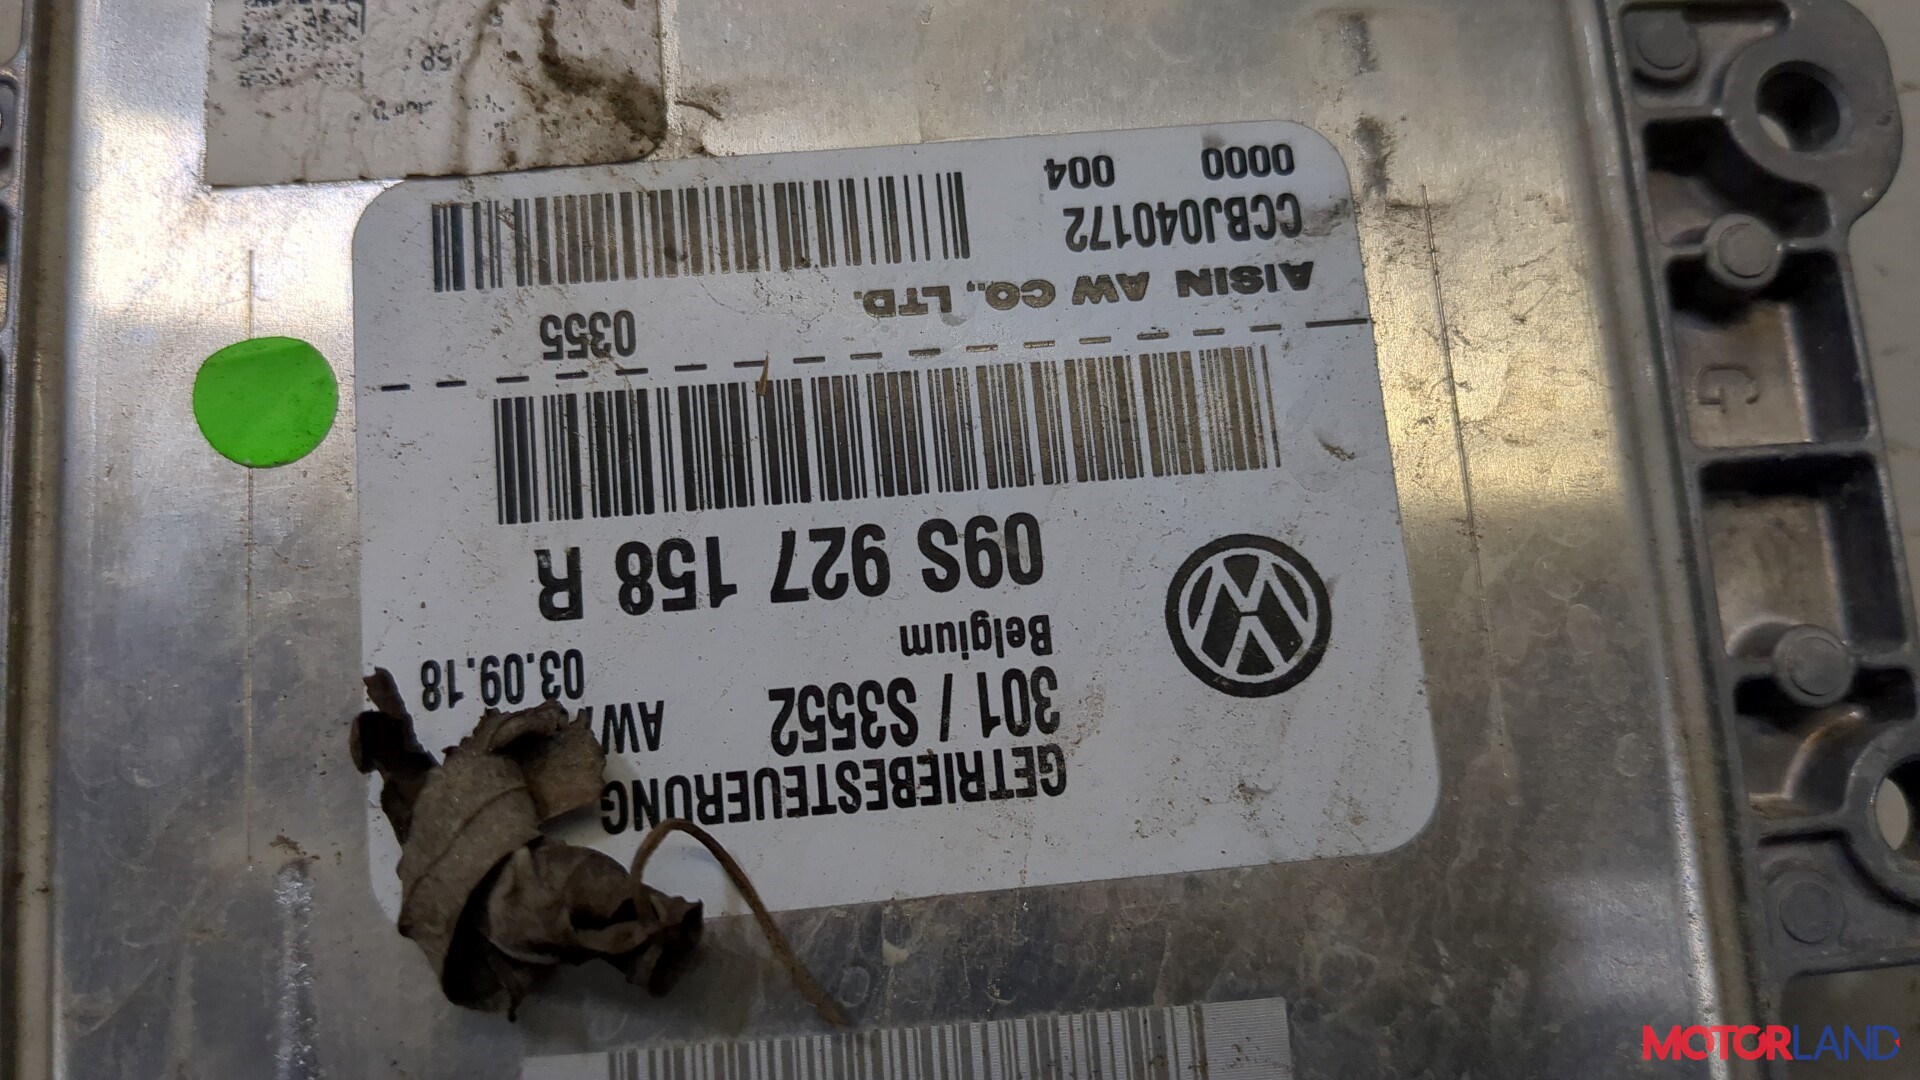 GETRIEBESTEUERUNG
301 / S3552
Belgium
03.09.18
09S 927 158 R
0355
AISIN AW CO., LTD.
CCBJ040172
0000 004
G
MOTORLAND